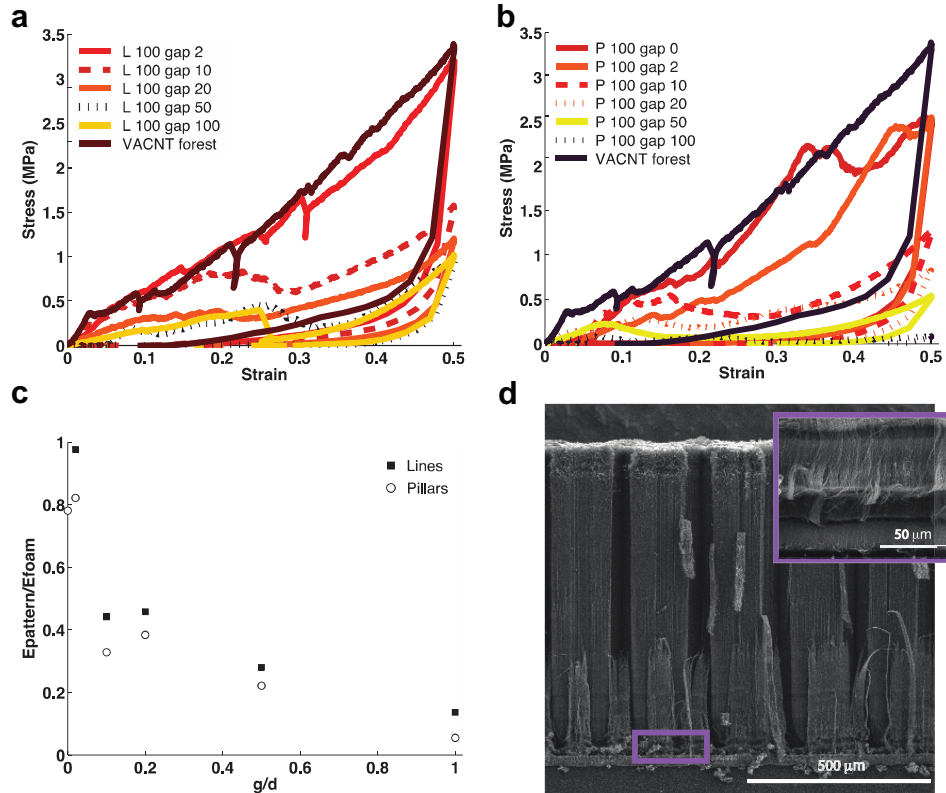 a
3.5
3
2.5
2
1.5
1
0.5
0
Stress (MPa)
L 100 gap 2
L 100 gap 10
L 100 gap 20
L 100 gap 50
L 100 gap 100
VACNT forest
0 0.1 0.2 0.3 0.4 0.5
Strain
b
3.5
3
2.5
2
1.5
1
0.5
0
Stress (MPa)
P 100 gap 0
P 100 gap 2
P 100 gap 10
P 100 gap 20
P 100 gap 50
P 100 gap 100
VACNT forest
0 0.1 0.2 0.3 0.4 0.5
Strain
c
1
0.8
0.6
0.4
0.2
0
Epattern/Efoam
Lines
Pillars
0 0.2 0.4 0.6 0.8 1
g/d
d
50 μm
500 μm